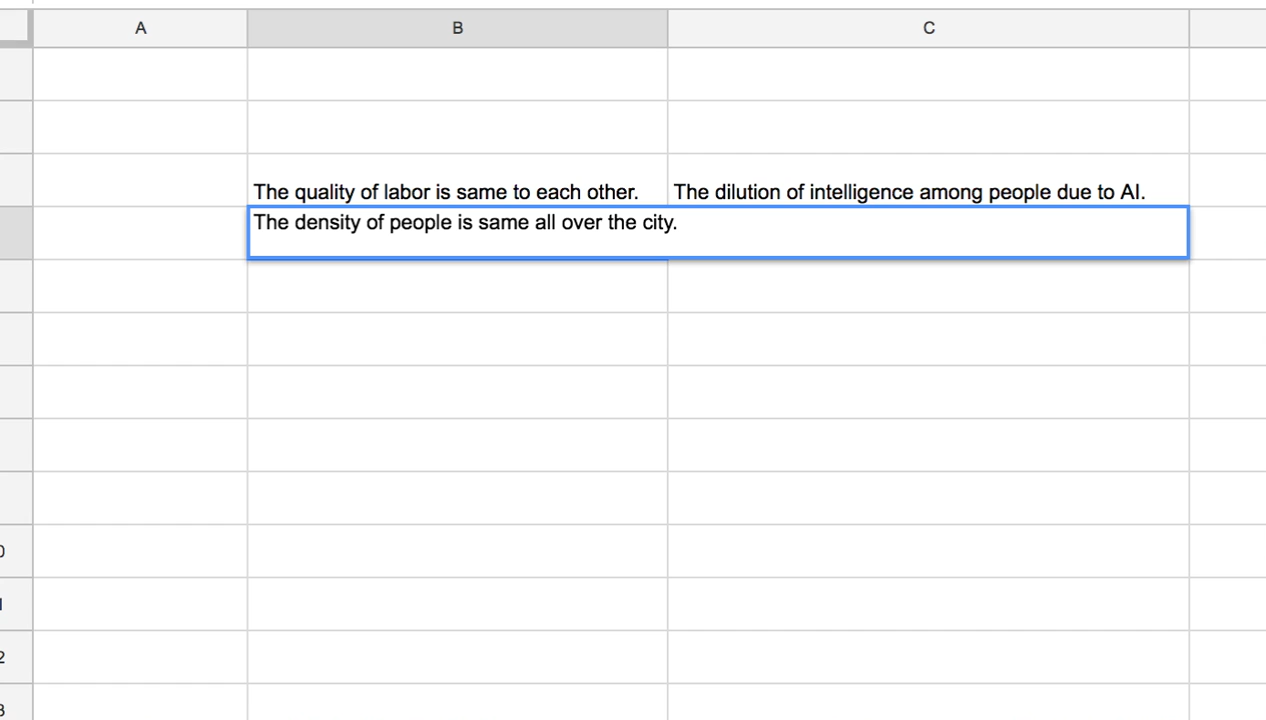 A B C
The quality of labor is same to each other. The dilution of intelligence among people due to AI.
The density of people is same all over the city.